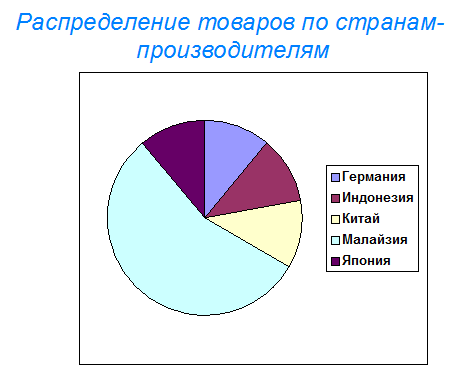 Распределение товаров по странам-
производителям
Германия
Индонезия
Китай
Малайзия
Япония